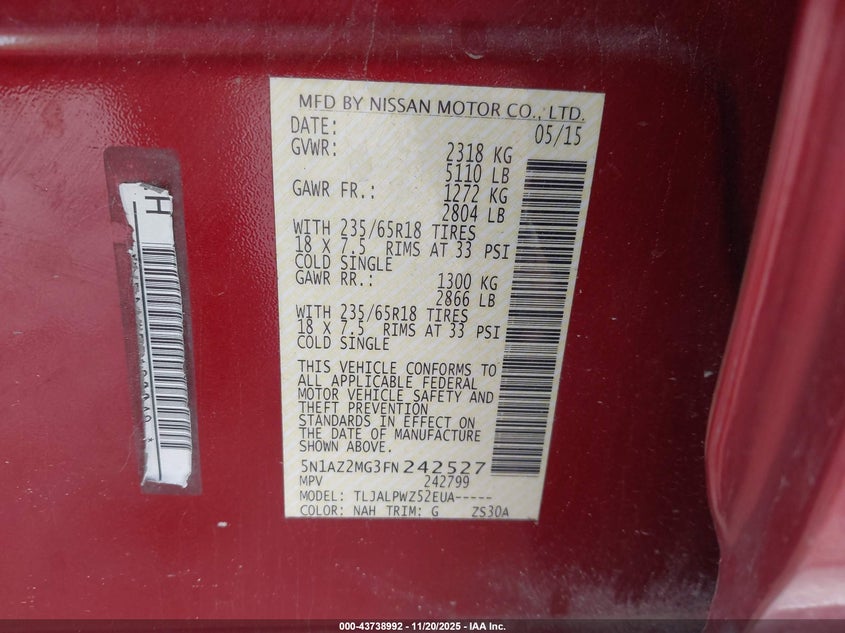 MFD BY NISSAN MOTOR CO., LTD.
DATE: 05/15
GVWR: 2318 KG
5110 LB
GAWR FR.: 1272 KG
2804 LB
WITH 235/65R18 TIRES
18 X 7.5 RIMS AT 33 PSI
COLD SINGLE
GAWR RR.: 1300 KG
2866 LB
WITH 235/65R18 TIRES
18 X 7.5 RIMS AT 33 PSI
COLD SINGLE
THIS VEHICLE CONFORMS TO
ALL APPLICABLE FEDERAL
MOTOR VEHICLE SAFETY AND
THEFT PREVENTION
STANDARDS IN EFFECT ON
THE DATE OF MANUFACTURE
SHOWN ABOVE.
5N1AZ2MG3FN242527
MPV 242799
MODEL: TLJALPWZ52EUA-----
COLOR: NAH TRIM: G ZS30A
H
000-43738992 — 11/20/2025 — IAA Inc.